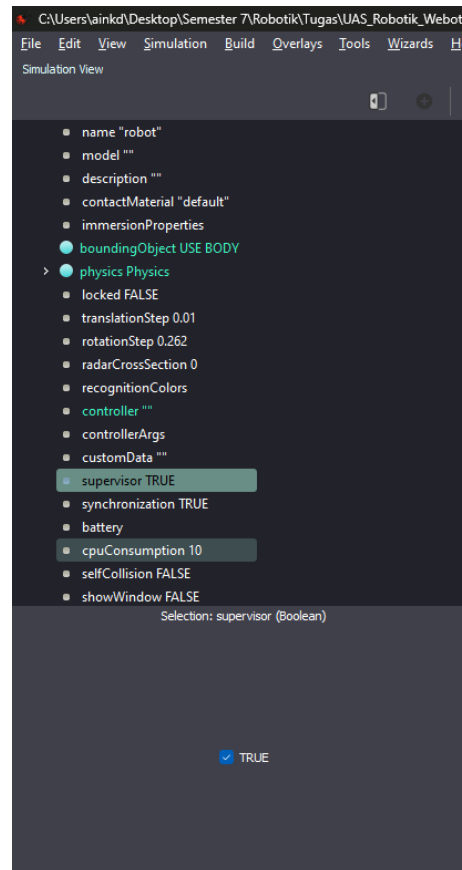 C:\Users\ainkd\Desktop\Semester 7\Robotik\Tugas\UAS_Robotik_Webot
File Edit View Simulation Build Overlays Tools Wizards H
Simulation View
name "robot"
model ""
description ""
contactMaterial "default"
immersionProperties
boundingObject USE BODY
physics Physics
locked FALSE
translationStep 0.01
rotationStep 0.262
radarCrossSection 0
recognitionColors
controller ""
controllerArgs
customData ""
supervisor TRUE
synchronization TRUE
battery
cpuConsumption 10
selfCollision FALSE
showWindow FALSE
Selection: supervisor (Boolean)
TRUE